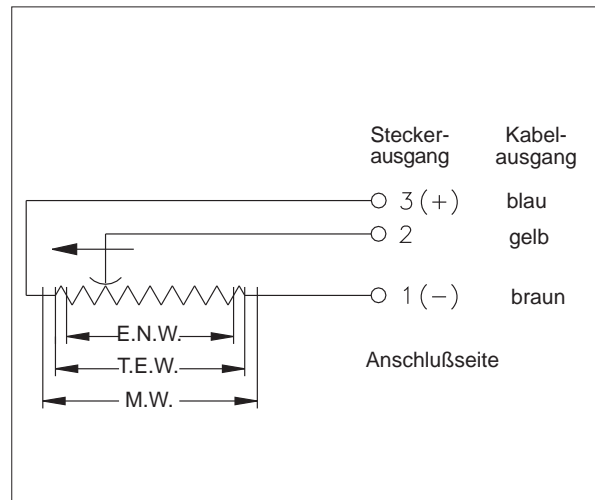 Stecker-
ausgang
Kabel-
ausgang
3 (+) blau
2 gelb
1 (−) braun
E.N.W.
T.E.W.
M.W.
Anschlußseite